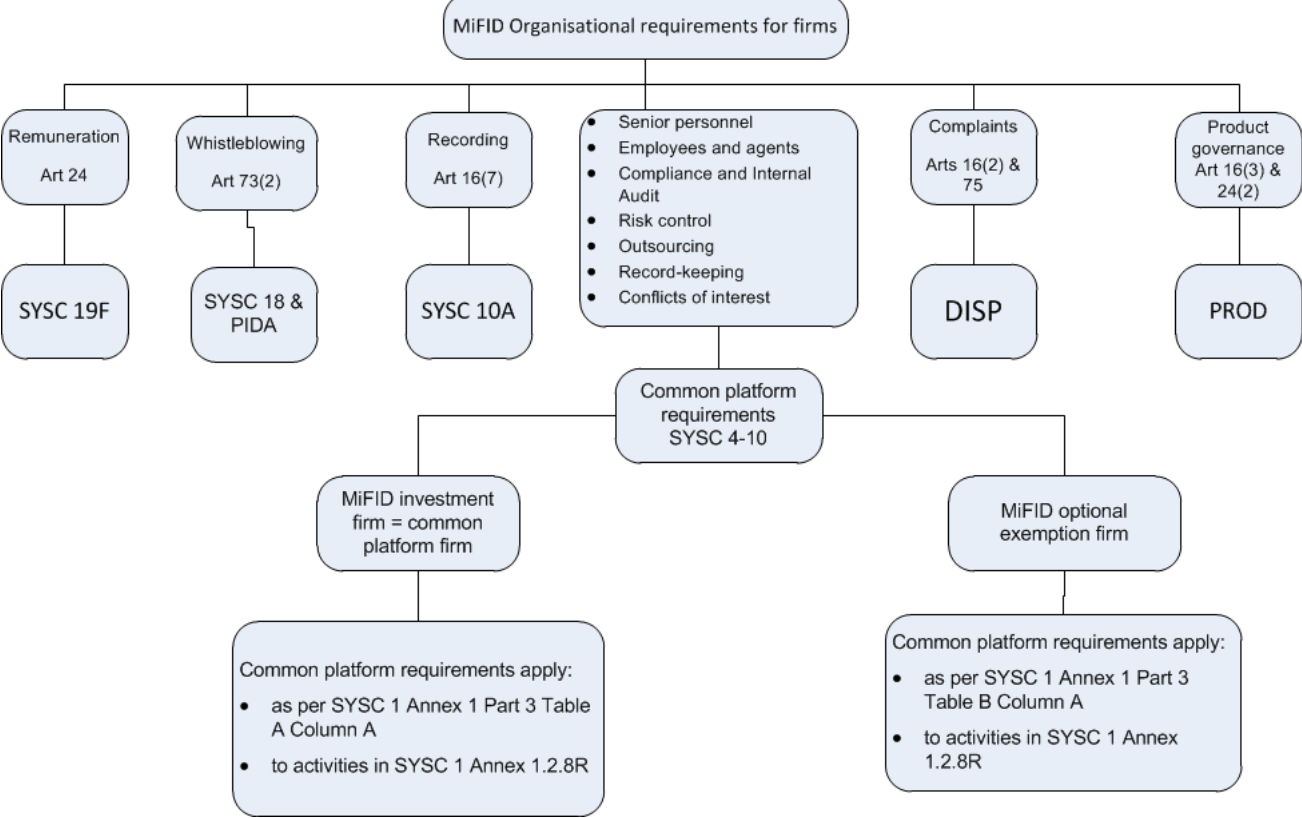 MiFID Organisational requirements for firms
Remuneration
Art 24
Whistleblowing
Art 73(2)
Recording
Art 16(7)
• Senior personnel
• Employees and agents
• Compliance and Internal
Audit
• Risk control
• Outsourcing
• Record-keeping
• Conflicts of interest
Complaints
Arts 16(2) &
75
Product
governance
Art 16(3) &
24(2)
SYSC 19F
SYSC 18 &
PIDA
SYSC 10A
DISP
PROD
Common platform
requirements
SYSC 4-10
MiFID investment
firm = common
platform firm
MiFID optional
exemption firm
Common platform requirements apply:
• as per SYSC 1 Annex 1 Part 3 Table
A Column A
• to activities in SYSC 1 Annex 1.2.8R
Common platform requirements apply:
• as per SYSC 1 Annex 1 Part 3
Table B Column A
• to activities in SYSC 1 Annex
1.2.8R